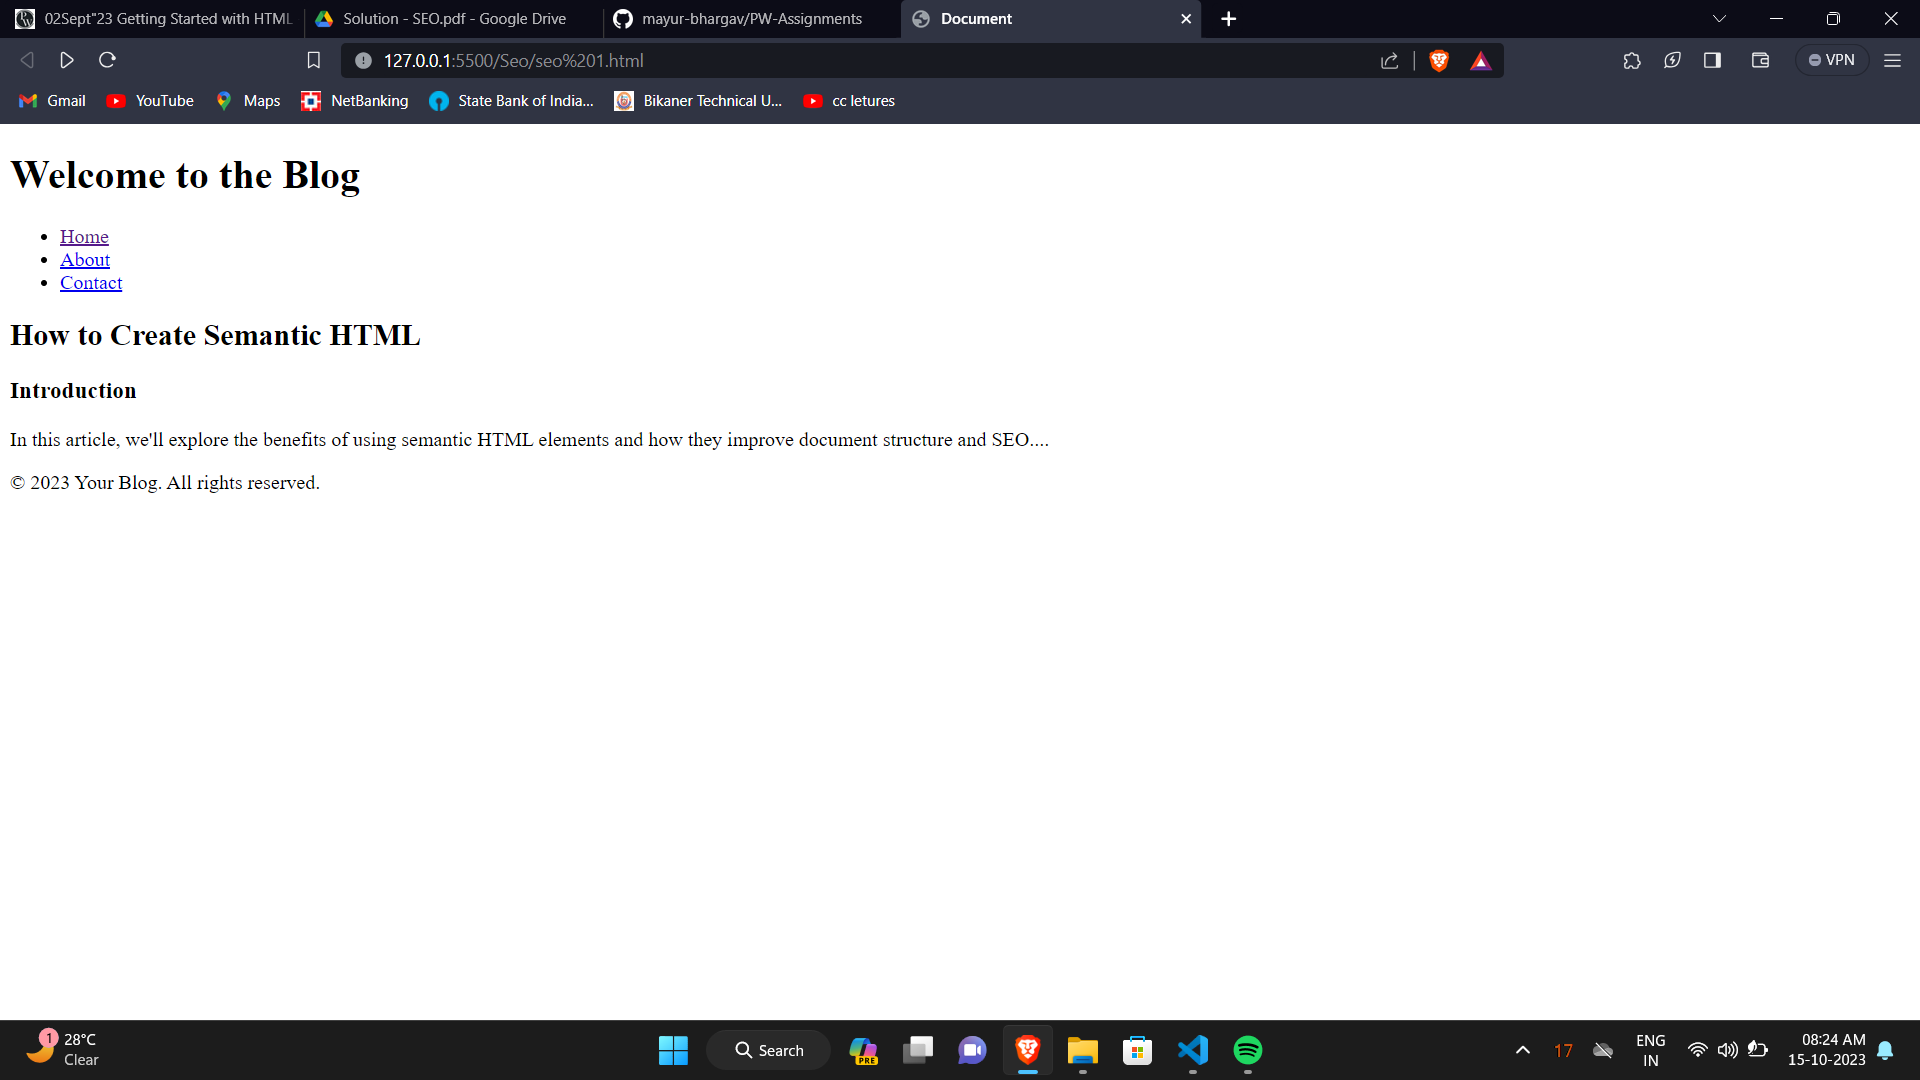 02Sept"23 Getting Started with HTML
Solution - SEO.pdf - Google Drive
mayur-bhargav/PW-Assignments
Document
127.0.0.1:5500/Seo/seo%201.html
VPN
Gmail
YouTube
Maps
NetBanking
State Bank of India...
Bikaner Technical U...
cc letures
Welcome to the Blog
Home
About
Contact
How to Create Semantic HTML
Introduction
In this article, we'll explore the benefits of using semantic HTML elements and how they improve document structure and SEO....
© 2023 Your Blog. All rights reserved.
1
28°C
Clear
Search
PRE
17
ENG
IN
08:24 AM
15-10-2023